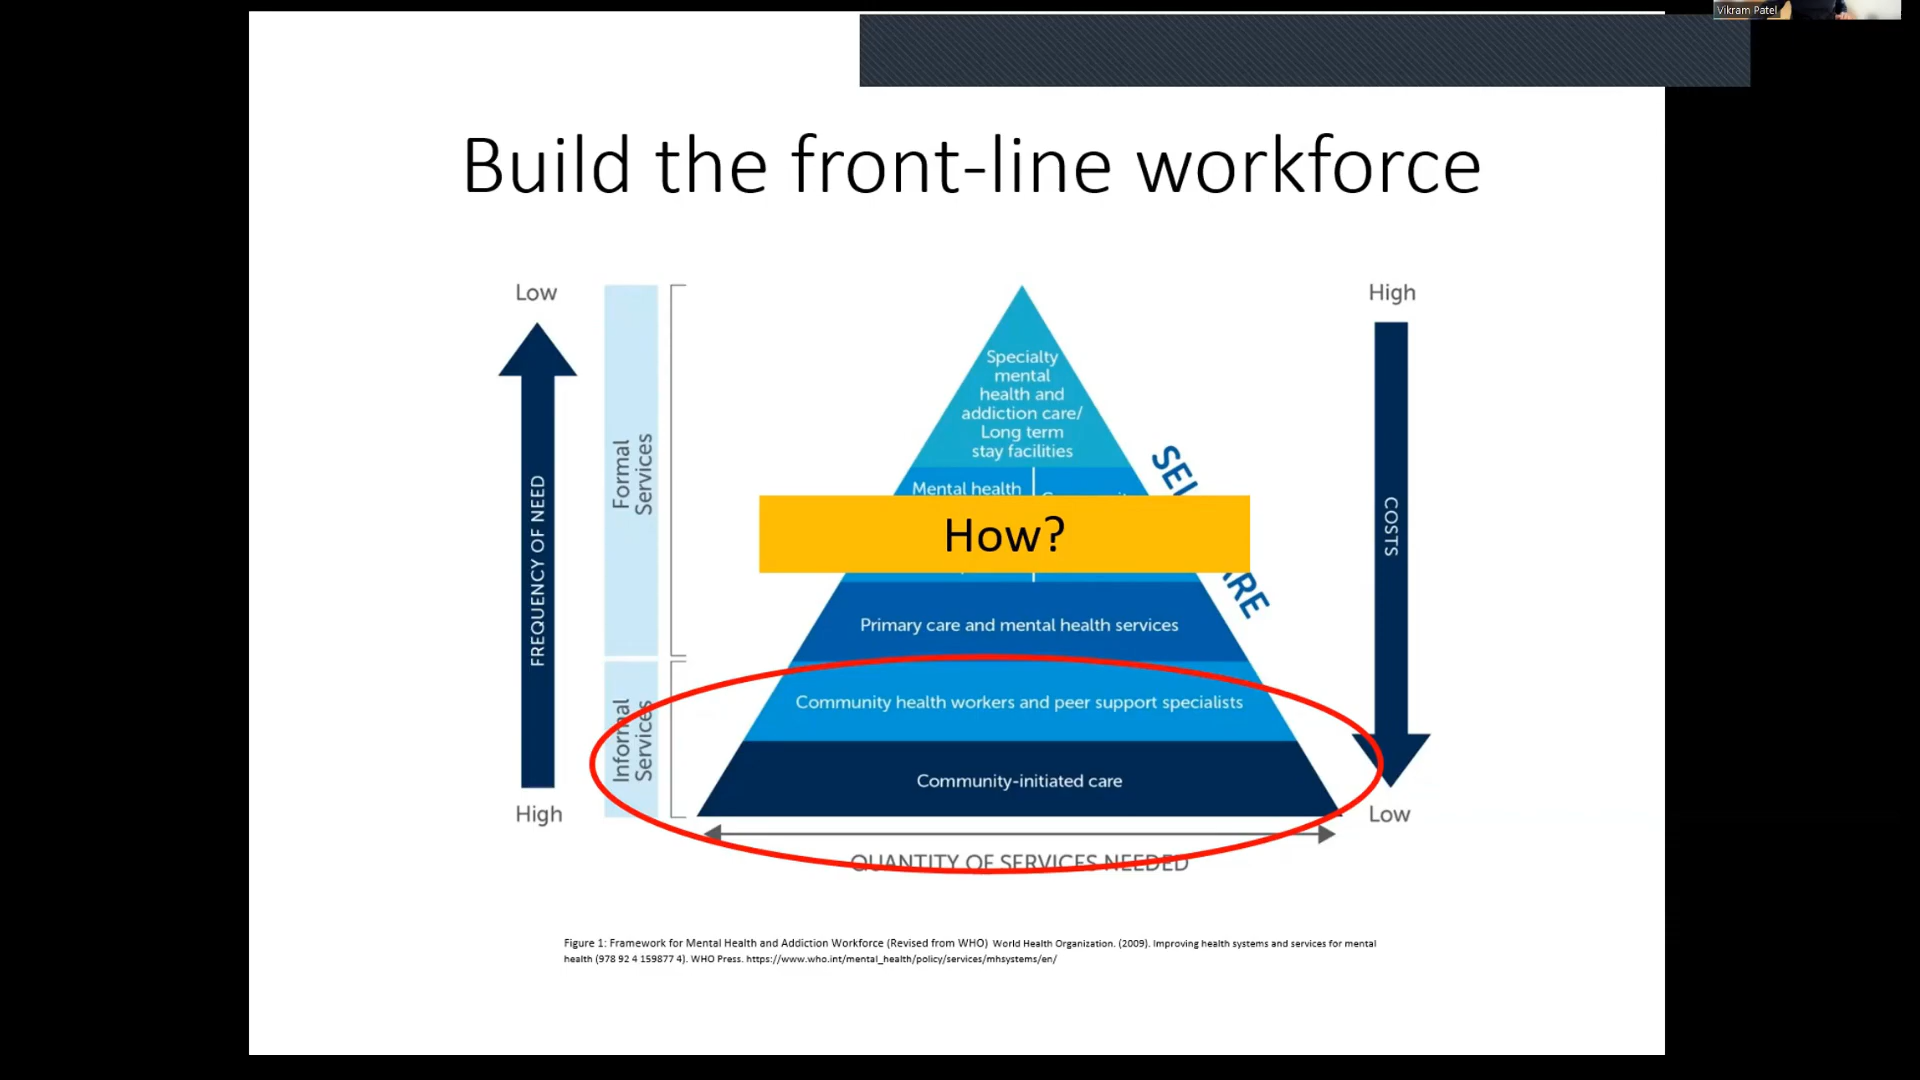 Vikram Patel
Build the front-line workforce
Low
High
Specialty
mental
health and
addiction care/
Long term
stay facilities
Formal
Services
FREQUENCY OF NEED
COSTS
Mental health
How?
Primary care and mental health services
Informal
Services
Community health workers and peer support specialists
Community-initiated care
High
Low
QUANTITY OF SERVICES NEEDED
Figure 1: Framework for Mental Health and Addiction Workforce (Revised from WHO) World Health Organization. (2009). Improving health systems and services for mental
health (978 92 4 159877 4). WHO Press. https://www.who.int/mental_health/policy/services/mhsystems/en/